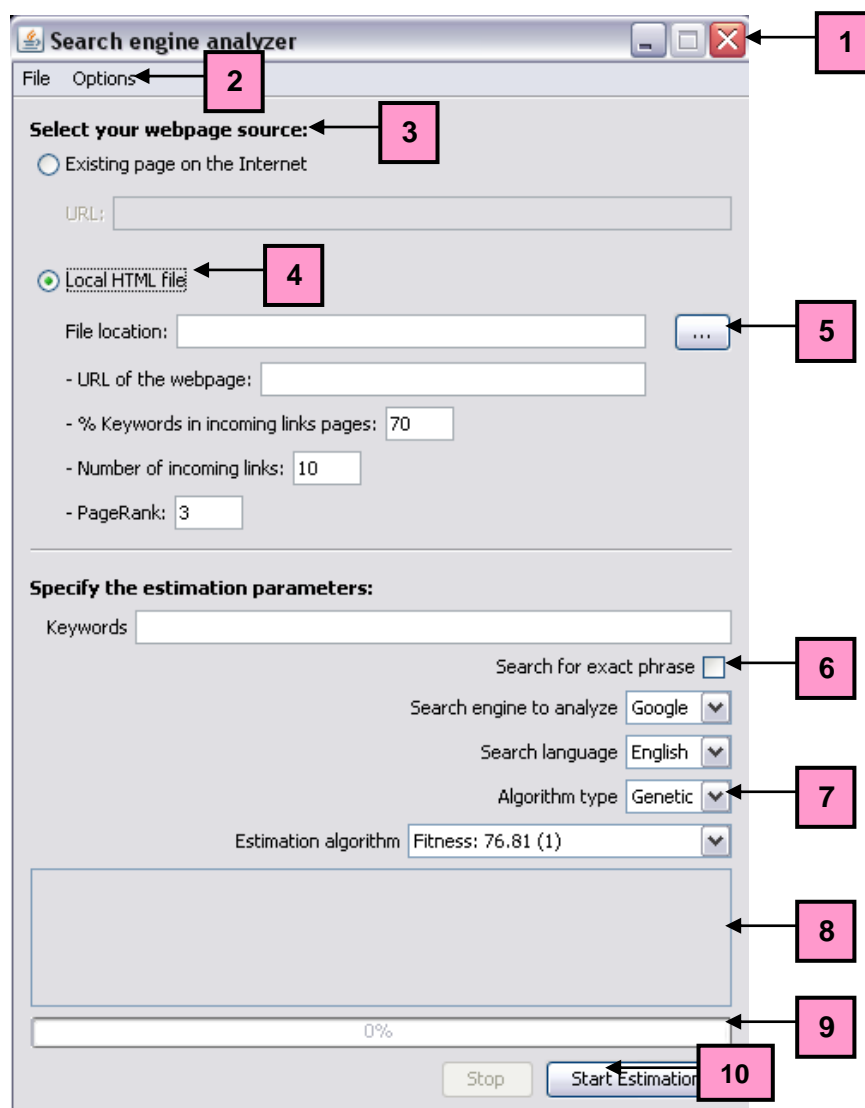 Search engine analyzer 1
File Options 2
Select your webpage source: 3
Existing page on the Internet
URL:
Local HTML file 4
File location: ... 5
- URL of the webpage:
- % Keywords in incoming links pages: 70
- Number of incoming links: 10
- PageRank: 3
Specify the estimation parameters:
Keywords
Search for exact phrase 6
Search engine to analyze Google
Search language English
Algorithm type Genetic 7
Estimation algorithm Fitness: 76.81 (1)
8
0% 9
Stop Start Estimation 10